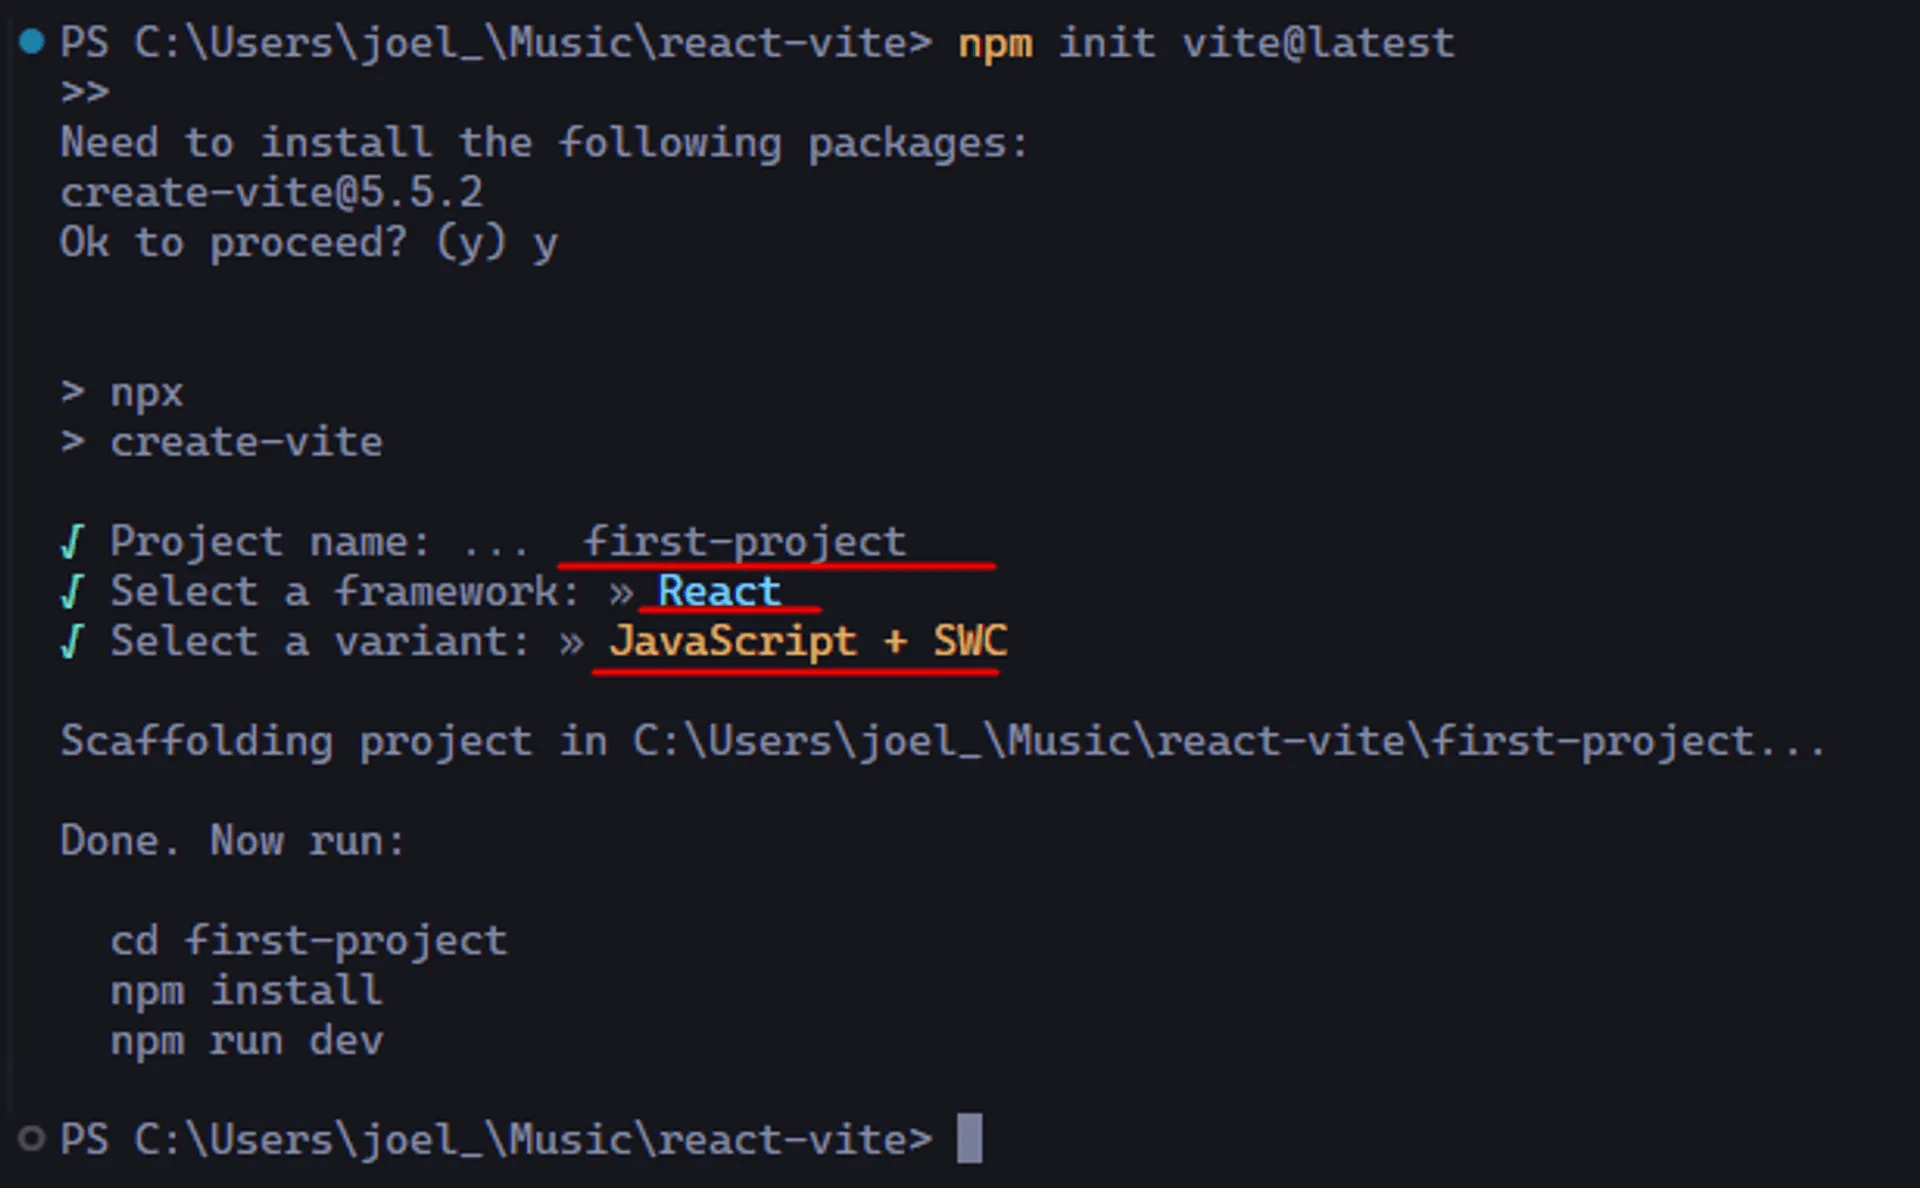 PS C:\Users\joel_\Music\react-vite> npm init vite@latest
>>
Need to install the following packages:
create-vite@5.5.2
Ok to proceed? (y) y
> npx
> create-vite
√ Project name: ... first-project
√ Select a framework: » React
√ Select a variant: » JavaScript + SWC
Scaffolding project in C:\Users\joel_\Music\react-vite\first-project...
Done. Now run:
cd first-project
npm install
npm run dev
PS C:\Users\joel_\Music\react-vite>